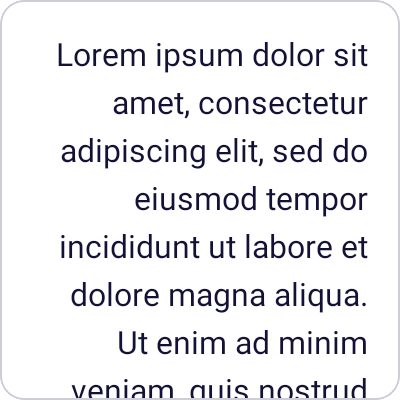 Lorem ipsum dolor sit
amet, consectetur
adipiscing elit, sed do
eiusmod tempor
incididunt ut labore et
dolore magna aliqua.
Ut enim ad minim
veniam, quis nostrud